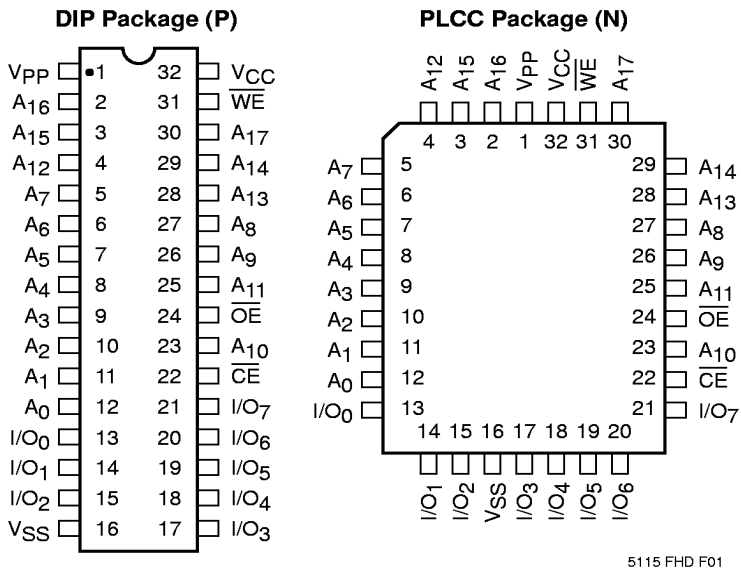 DIP Package (P)
VPP 1 32 VCC
A16 2 31 WE
A15 3 30 A17
A12 4 29 A14
A7 5 28 A13
A6 6 27 A8
A5 7 26 A9
A4 8 25 A11
A3 9 24 OE
A2 10 23 A10
A1 11 22 CE
A0 12 21 I/O7
I/O0 13 20 I/O6
I/O1 14 19 I/O5
I/O2 15 18 I/O4
VSS 16 17 I/O3
PLCC Package (N)
A12 A15 A16 VPP VCC WE A17
4 3 2 1 32 31 30
A7 5 29 A14
A6 6 28 A13
A5 7 27 A8
A4 8 26 A9
A3 9 25 A11
A2 10 24 OE
A1 11 23 A10
A0 12 22 CE
I/O0 13 21 I/O7
14 15 16 17 18 19 20
I/O1 I/O2 VSS I/O3 I/O4 I/O5 I/O6
5115 FHD F01